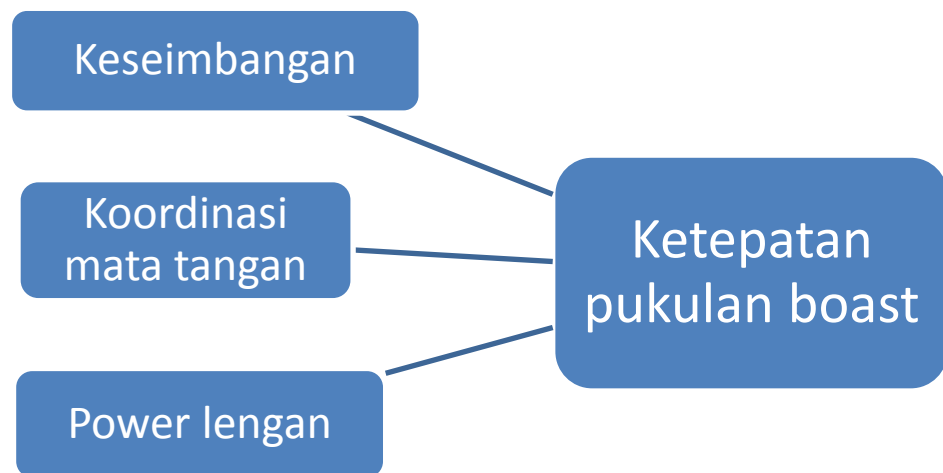 Keseimbangan
Koordinasi
mata tangan
Power lengan
Ketepatan
pukulan boast